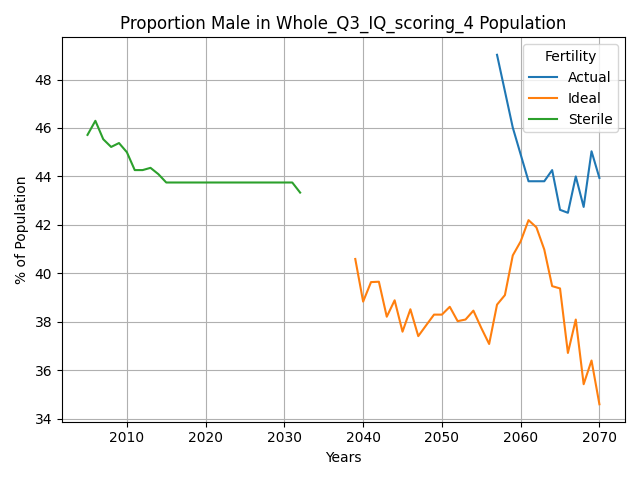 Proportion Male in Whole_Q3_IQ_scoring_4 Population
% of Population
48
46
44
42
40
38
36
34
Fertility
Actual
Ideal
Sterile
2010 2020 2030 2040 2050 2060 2070
Years